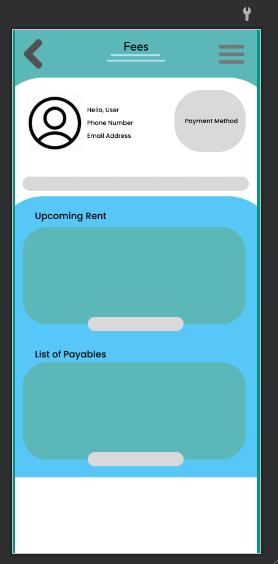 Fees
Hello, User
Phone Number
Email Address
Payment Method
Upcoming Rent
List of Payables